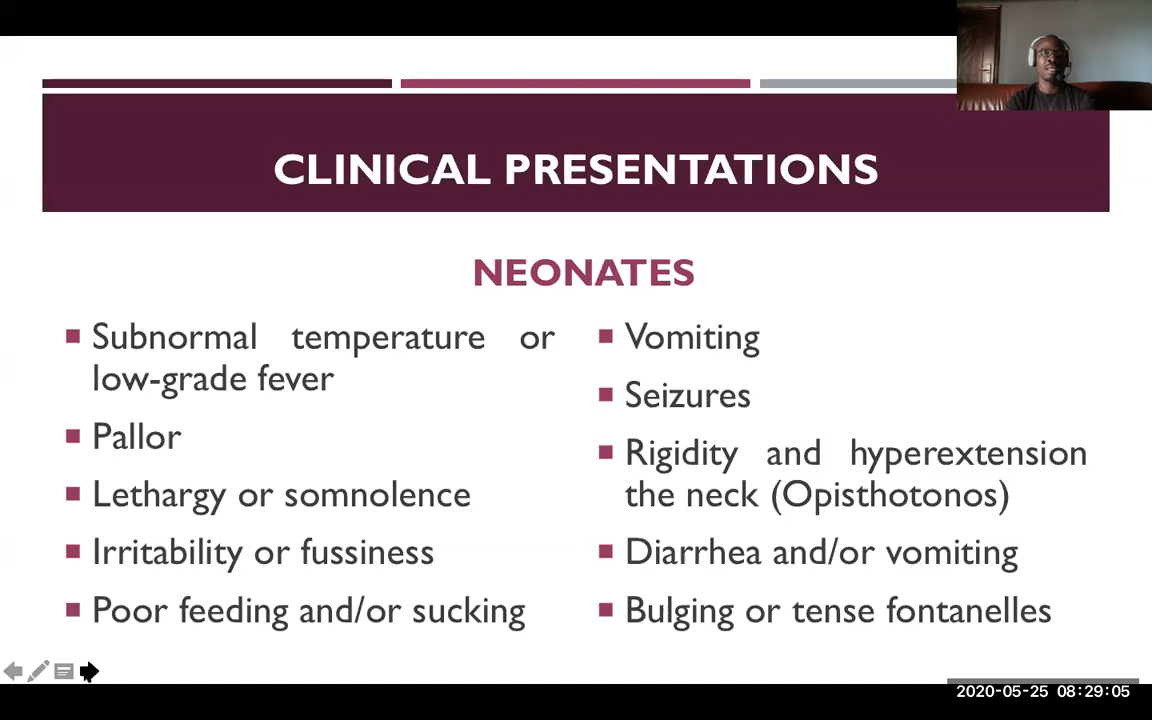 CLINICAL PRESENTATIONS
NEONATES
Subnormal temperature or
low-grade fever
Pallor
Lethargy or somnolence
Irritability or fussiness
Poor feeding and/or sucking
Vomiting
Seizures
Rigidity and hyperextension
the neck (Opisthotonos)
Diarrhea and/or vomiting
Bulging or tense fontanelles
2020-05-25 08:29:05